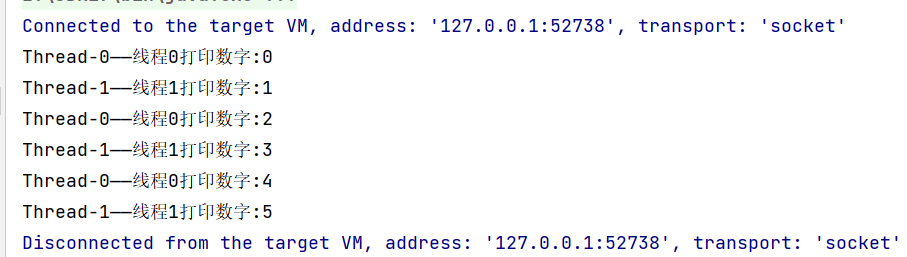 Connected to the target VM, address: '127.0.0.1:52738', transport: 'socket'
Thread-0——线程0打印数字:0
Thread-1——线程1打印数字:1
Thread-0——线程0打印数字:2
Thread-1——线程1打印数字:3
Thread-0——线程0打印数字:4
Thread-1——线程1打印数字:5
Disconnected from the target VM, address: '127.0.0.1:52738', transport: 'socket'